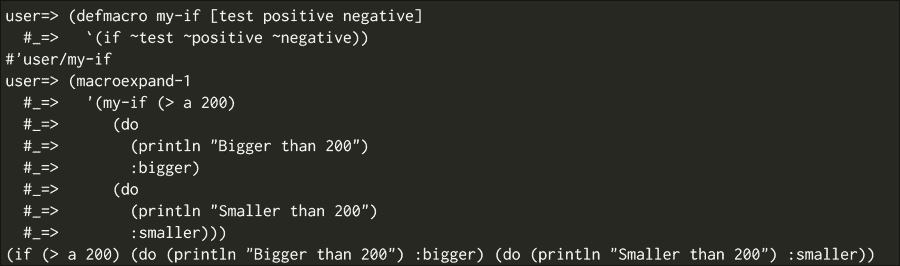 user=> (defmacro my-if [test positive negative]
  #_=>   `(if ~test ~positive ~negative))
#'user/my-if
user=> (macroexpand-1
  #_=>   '(my-if (> a 200)
  #_=>      (do
  #_=>        (println "Bigger than 200")
  #_=>        :bigger)
  #_=>      (do
  #_=>        (println "Smaller than 200")
  #_=>        :smaller)))
(if (> a 200) (do (println "Bigger than 200") :bigger) (do (println "Smaller than 200") :smaller))